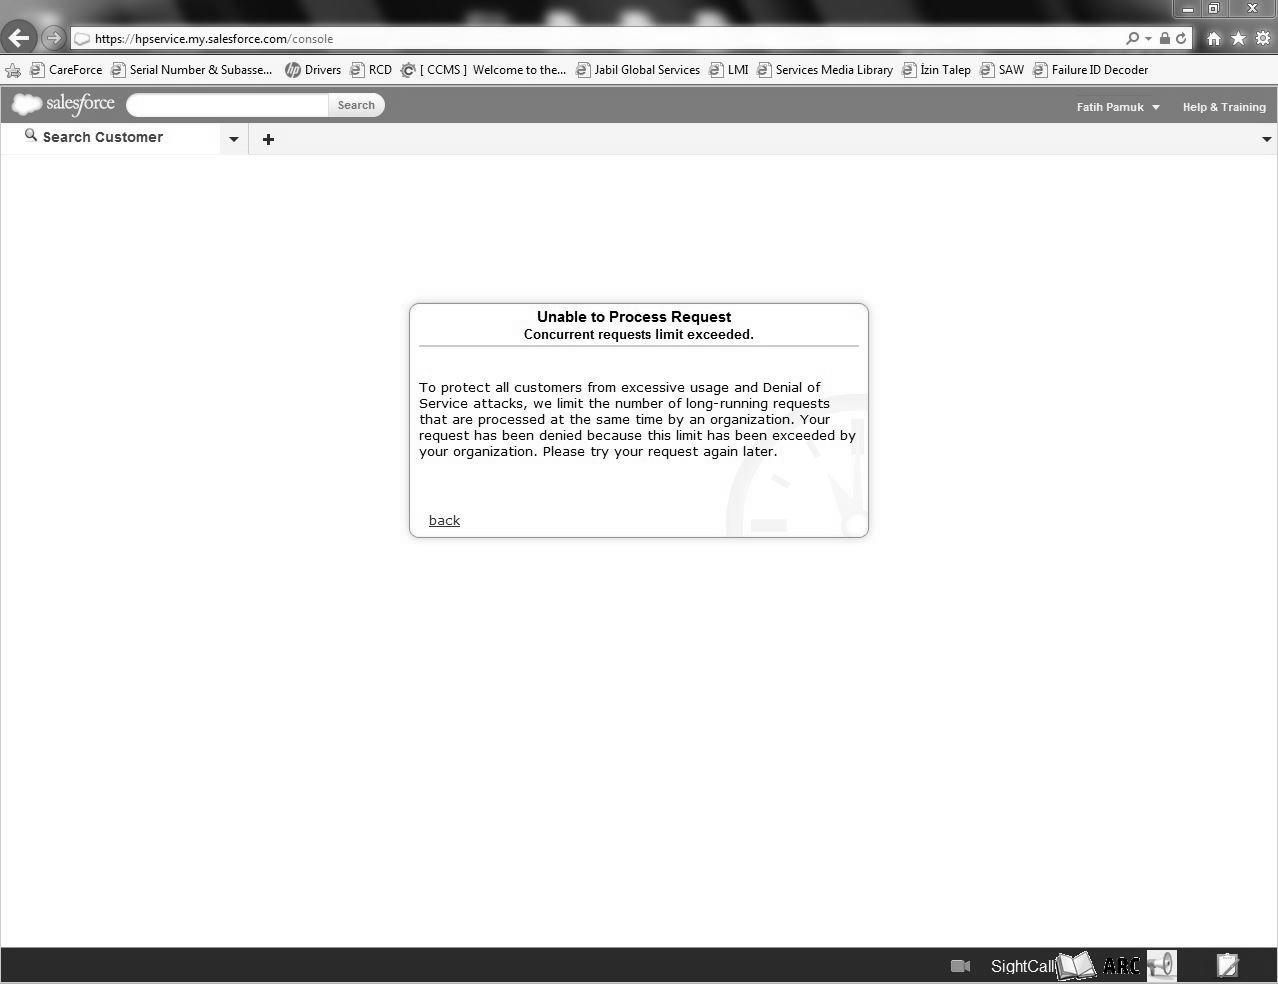 https://hpservice.my.salesforce.com/console
CareForce Serial Number & Subasse... Drivers RCD [ CCMS ] Welcome to the... Jabil Global Services LMI Services Media Library İzin Talep SAW Failure ID Decoder
salesforce Search Fatih Pamuk Help & Training
Search Customer
Unable to Process Request
Concurrent requests limit exceeded.
To protect all customers from excessive usage and Denial of
Service attacks, we limit the number of long-running requests
that are processed at the same time by an organization. Your
request has been denied because this limit has been exceeded by
your organization. Please try your request again later.
back
SightCall ARC